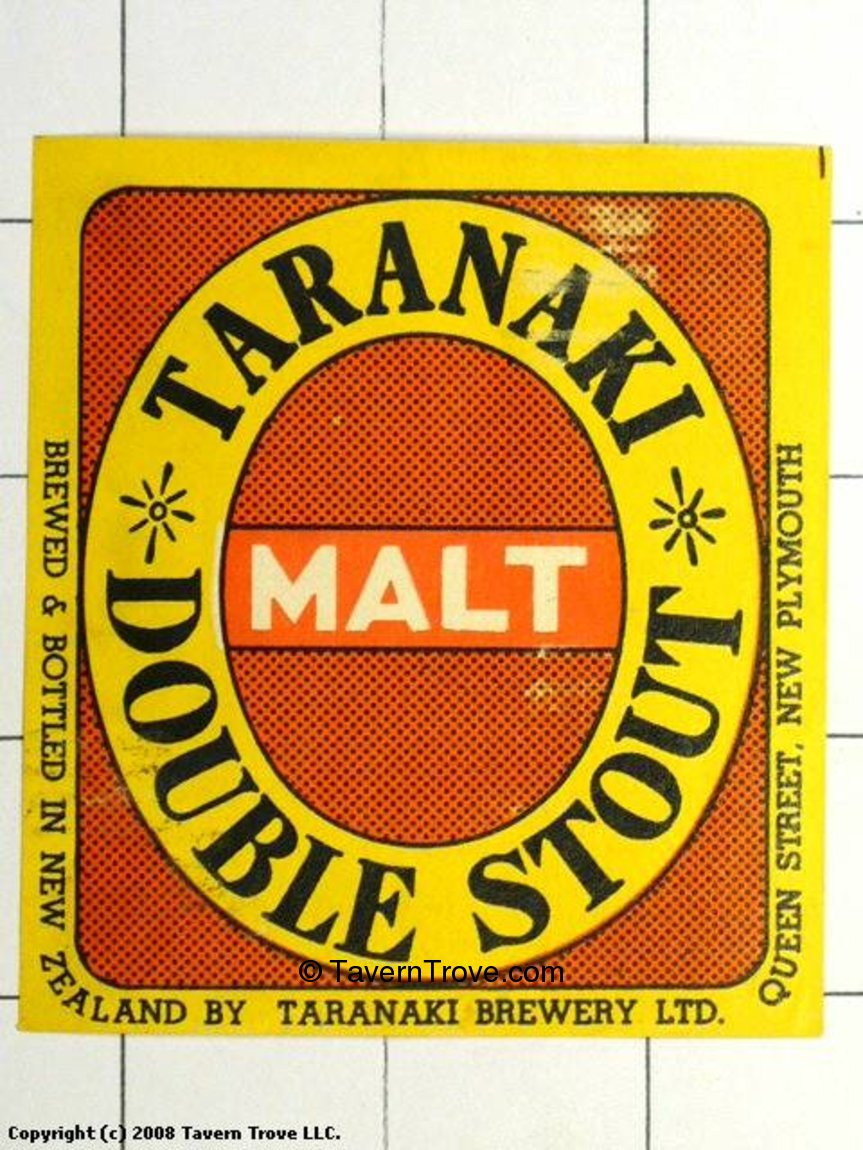 TARANAKI
MALT
DOUBLE STOUT
BREWED & BOTTLED IN NEW ZEALAND BY TARANAKI BREWERY LTD. QUEEN STREET, NEW PLYMOUTH
© TavernTrove.com
Copyright (c) 2008 Tavern Trove LLC.